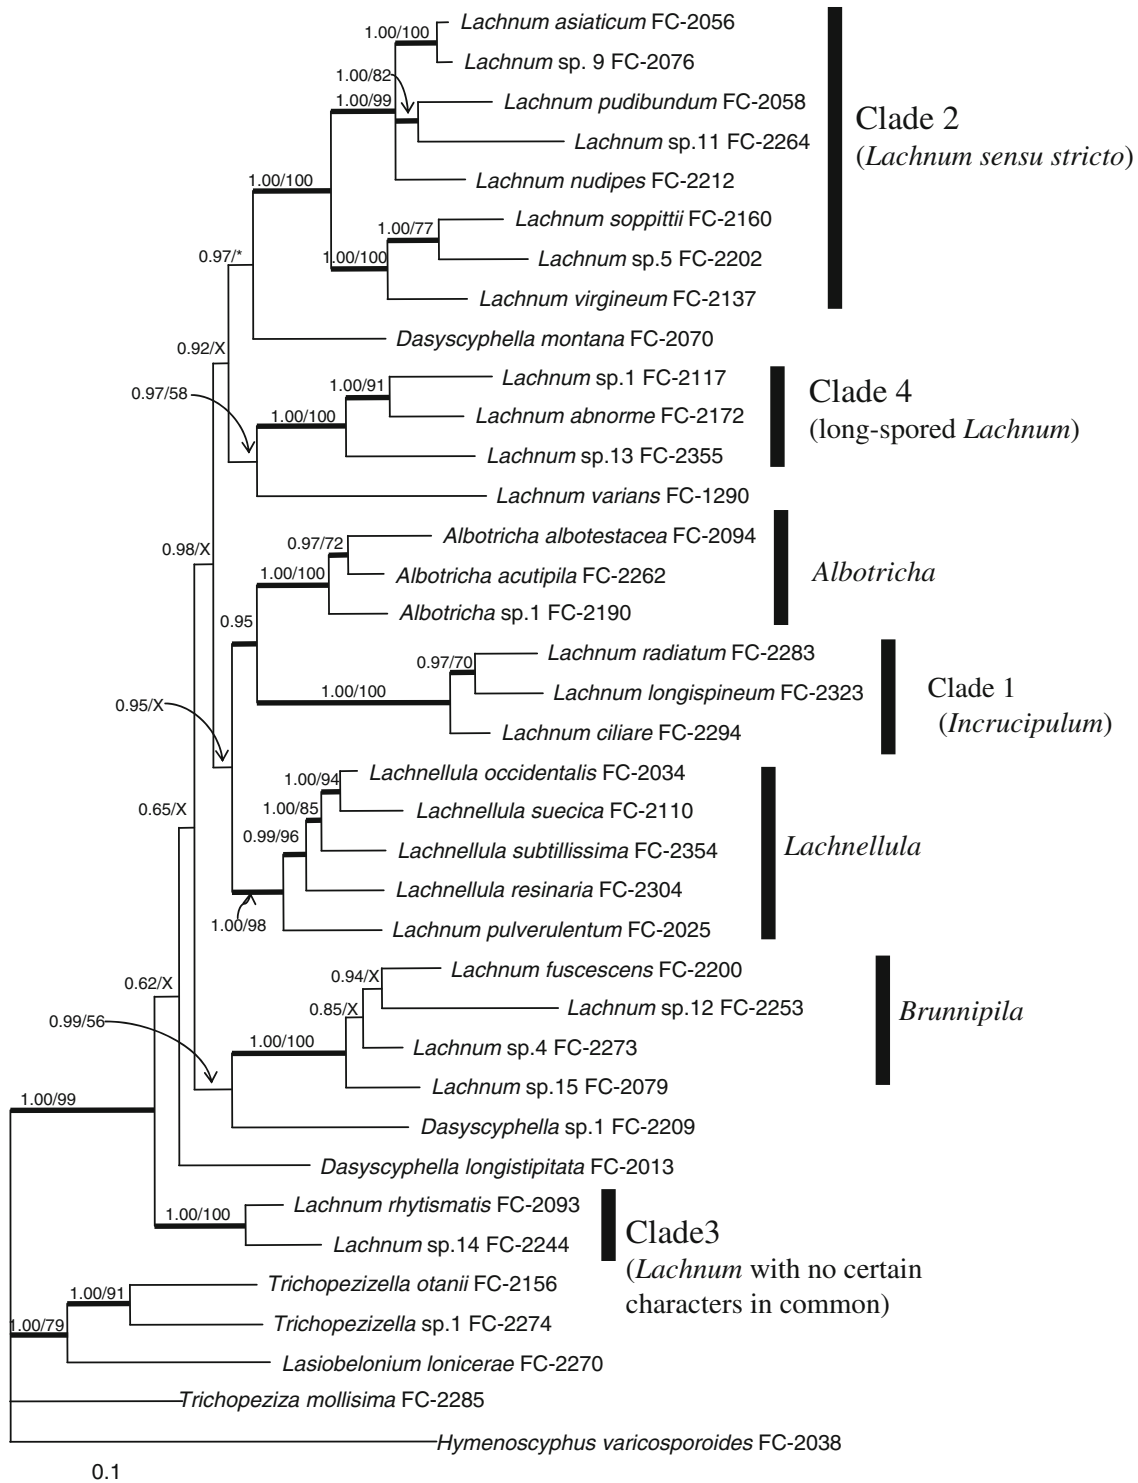 Lachnum asiaticum FC-2056
1.00/100
Lachnum sp. 9 FC-2076
1.00/82
1.00/99
Lachnum pudibundum FC-2058
Lachnum sp.11 FC-2264
Clade 2
(Lachnum sensu stricto)
1.00/100
Lachnum nudipes FC-2212
Lachnum soppittii FC-2160
1.00/77
0.97/*
1.00/100
Lachnum sp.5 FC-2202
Lachnum virgineum FC-2137
Dasyscyphella montana FC-2070
0.92/X
0.97/58
Lachnum sp.1 FC-2117
1.00/91
1.00/100
Lachnum abnorme FC-2172
Clade 4
(long-spored Lachnum)
Lachnum sp.13 FC-2355
Lachnum varians FC-1290
Albotricha albotestacea FC-2094
0.97/72
0.98/X
1.00/100
Albotricha acutipila FC-2262
Albotricha
Albotricha sp.1 FC-2190
0.95
Lachnum radiatum FC-2283
0.97/70
1.00/100
Lachnum longispineum FC-2323
Clade 1
(Incrucipulum)
0.95/X
Lachnum ciliare FC-2294
Lachnellula occidentalis FC-2034
1.00/94
0.65/X
1.00/85
Lachnellula suecica FC-2110
0.99/96
Lachnellula subtillissima FC-2354
Lachnellula
Lachnellula resinaria FC-2304
1.00/98
Lachnum pulverulentum FC-2025
Lachnum fuscescens FC-2200
0.94/X
0.62/X
0.85/X
Lachnum sp.12 FC-2253
Brunnipila
0.99/56
1.00/100
Lachnum sp.4 FC-2273
Lachnum sp.15 FC-2079
1.00/99
Dasyscyphella sp.1 FC-2209
Dasyscyphella longistipitata FC-2013
Lachnum rhytismatis FC-2093
1.00/100
Lachnum sp.14 FC-2244
Clade3
(Lachnum with no certain
characters in common)
Trichopezizella otanii FC-2156
1.00/91
1.00/79
Trichopezizella sp.1 FC-2274
Lasiobelonium lonicerae FC-2270
Trichopeziza mollisima FC-2285
Hymenoscyphus varicosporoides FC-2038
0.1